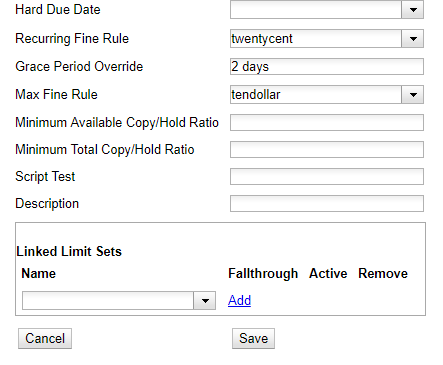 Hard Due Date
Recurring Fine Rule twentycent
Grace Period Override 2 days
Max Fine Rule tendollar
Minimum Available Copy/Hold Ratio
Minimum Total Copy/Hold Ratio
Script Test
Description
Linked Limit Sets
Name Fallthrough Active Remove
Add
Cancel Save